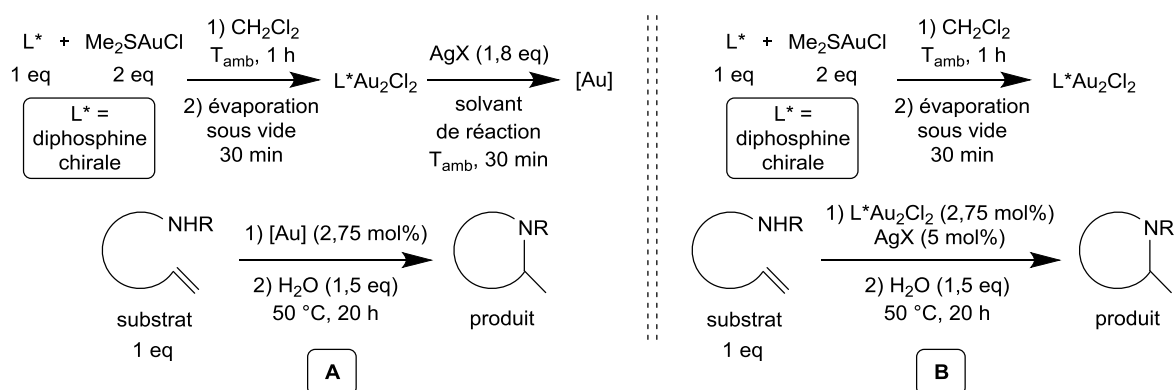 L* + Me2SAuCl
1 eq 2 eq
L* =
diphosphine
chirale
1) CH2Cl2
Tamb, 1 h
2) évaporation
sous vide
30 min
L*Au2Cl2
AgX (1,8 eq)
solvant
de réaction
Tamb, 30 min
[Au]
NHR
substrat
1 eq
1) [Au] (2,75 mol%)
2) H2O (1,5 eq)
50 °C, 20 h
NR
produit
A
L* + Me2SAuCl
1 eq 2 eq
L* =
diphosphine
chirale
1) CH2Cl2
Tamb, 1 h
2) évaporation
sous vide
30 min
L*Au2Cl2
NHR
substrat
1 eq
1) L*Au2Cl2 (2,75 mol%)
AgX (5 mol%)
2) H2O (1,5 eq)
50 °C, 20 h
NR
produit
B